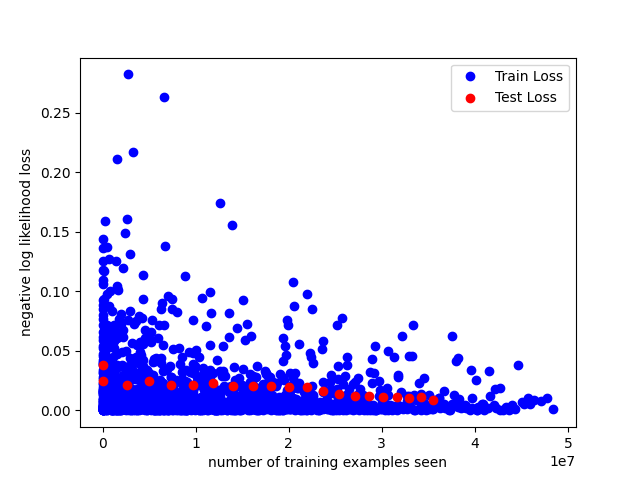 Train Loss
Test Loss
negative log likelihood loss
0.25
0.20
0.15
0.10
0.05
0.00
0 1 2 3 4 5
1e7
number of training examples seen